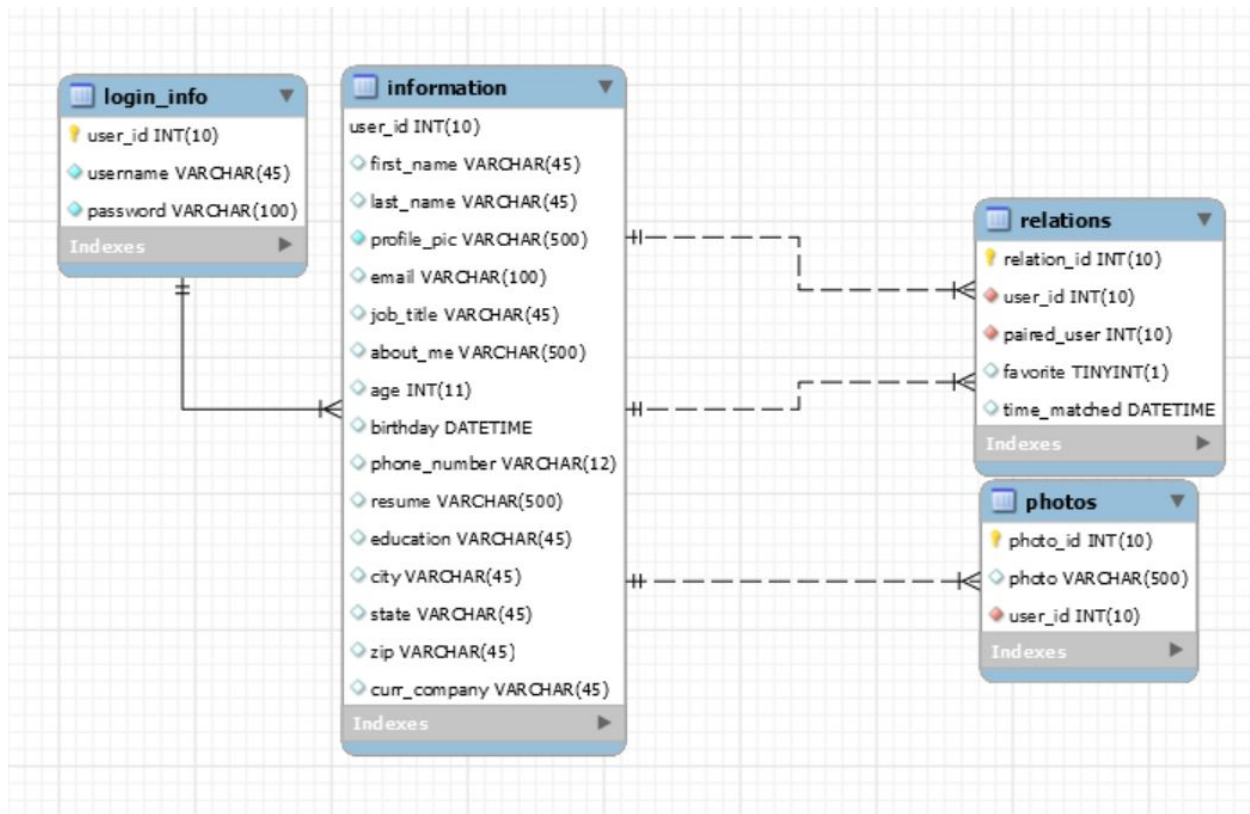 login_info
user_id INT(10)
username VARCHAR(45)
password VARCHAR(100)
Indexes
information
user_id INT(10)
first_name VARCHAR(45)
last_name VARCHAR(45)
profile_pic VARCHAR(500)
email VARCHAR(100)
job_title VARCHAR(45)
about_me VARCHAR(500)
age INT(11)
birthday DATETIME
phone_number VARCHAR(12)
resume VARCHAR(500)
education VARCHAR(45)
city VARCHAR(45)
state VARCHAR(45)
zip VARCHAR(45)
curr_company VARCHAR(45)
Indexes
relations
relation_id INT(10)
user_id INT(10)
paired_user INT(10)
favorite TINYINT(1)
time_matched DATETIME
Indexes
photos
photo_id INT(10)
photo VARCHAR(500)
user_id INT(10)
Indexes